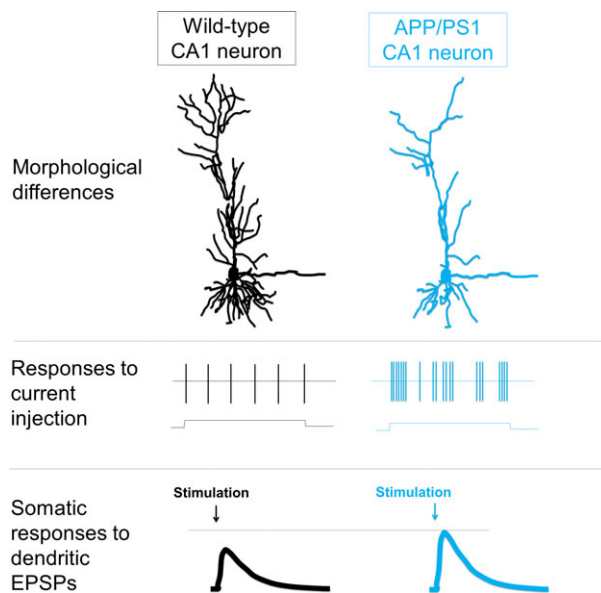 Wild-type
CA1 neuron
APP/PS1
CA1 neuron
Morphological
differences
Responses to
current
injection
Stimulation
Stimulation
Somatic
responses to
dendritic
EPSPs